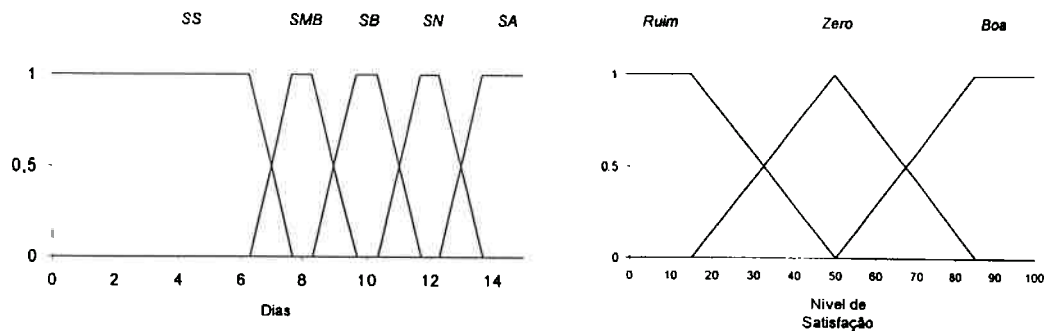 SS SMB SB SN SA
1
0,5
0
0 2 4 6 8 10 12 14
Dias
Ruim Zero Boa
1
0.5
0
0 10 20 30 40 50 60 70 80 90 100
Nível de
Satisfação